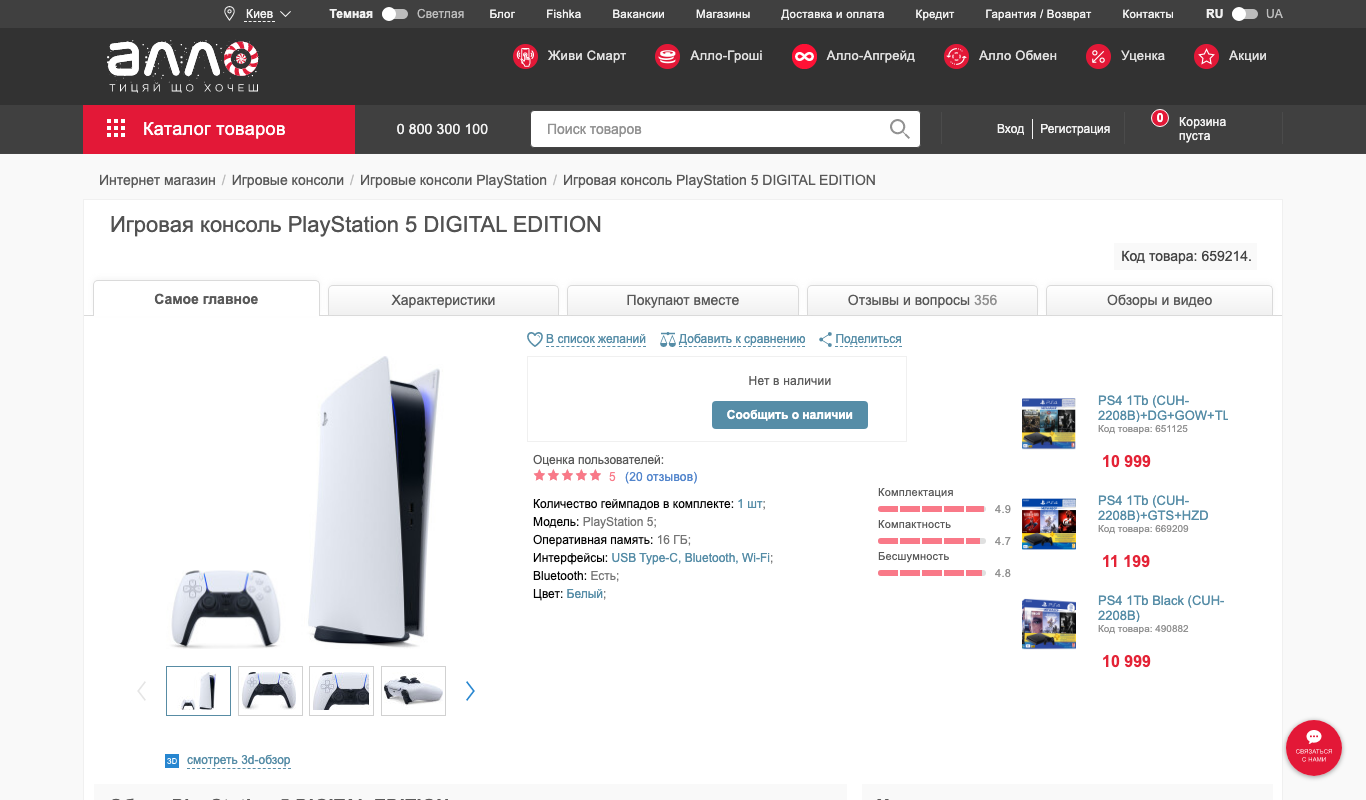 Киев
Темная
Светлая
Блог
Fishka
Вакансии
Магазины
Доставка и оплата
Кредит
Гарантия / Возврат
Контакты
RU
UA
алло
ТИЦЯЙ ЩО ХОЧЕШ
Живи Смарт
Алло-Гроші
Алло-Апгрейд
Алло Обмен
Уценка
Акции
Каталог товаров
0 800 300 100
Поиск товаров
Вход
Регистрация
0
Корзина
пуста
Интернет магазин / Игровые консоли / Игровые консоли PlayStation / Игровая консоль PlayStation 5 DIGITAL EDITION
Игровая консоль PlayStation 5 DIGITAL EDITION
Код товара: 659214.
Самое главное
Характеристики
Покупают вместе
Отзывы и вопросы 356
Обзоры и видео
В список желаний
Добавить к сравнению
Поделиться
Нет в наличии
Сообщить о наличии
Оценка пользователей:
5 (20 отзывов)
Количество геймпадов в комплекте: 1 шт;
Модель: PlayStation 5;
Оперативная память: 16 ГБ;
Интерфейсы: USB Type-C, Bluetooth, Wi-Fi;
Bluetooth: Есть;
Цвет: Белый;
Комплектация
4.9
Компактность
4.7
Бесшумность
4.8
PS4 1Tb (CUH-
2208B)+DG+GOW+TL
Код товара: 651125
10 999
PS4 1Tb (CUH-
2208B)+GTS+HZD
Код товара: 669209
11 199
PS4 1Tb Black (CUH-
2208B)
Код товара: 490882
10 999
3D
смотреть 3d-обзор
СВЯЗАТЬСЯ
С НАМИ